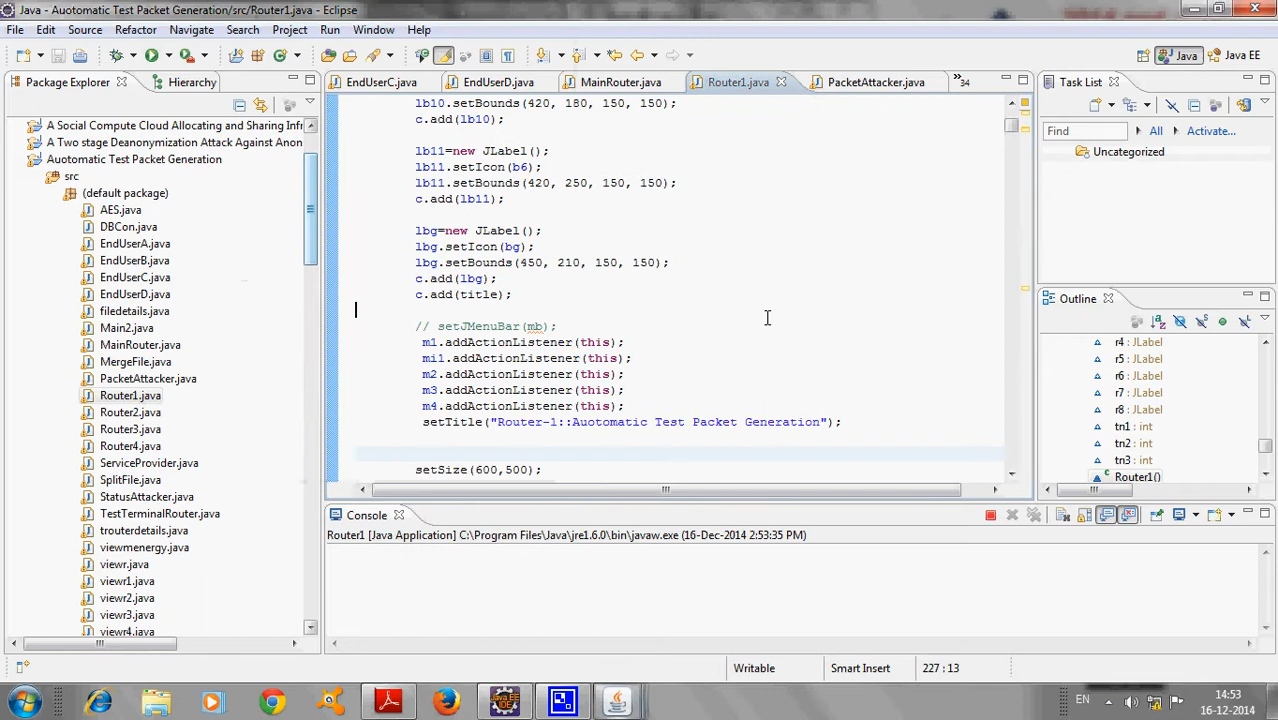 Java - Auotomatic Test Packet Generation/src/Router1.java - Eclipse
File Edit Source Refactor Navigate Search Project Run Window Help
Java Java EE
Package Explorer Hierarchy
EndUserC.java EndUserD.java MainRouter.java Router1.java PacketAttacker.java »34
Task List
A Social Compute Cloud Allocating and Sharing Infr
A Two stage Deanonymization Attack Against Anon
Auotomatic Test Packet Generation
src
(default package)
AES.java
DBCon.java
EndUserA.java
EndUserB.java
EndUserC.java
EndUserD.java
filedetails.java
Main2.java
MainRouter.java
MergeFile.java
PacketAttacker.java
Router1.java
Router2.java
Router3.java
Router4.java
ServiceProvider.java
SplitFile.java
StatusAttacker.java
TestTerminalRouter.java
trouterdetails.java
viewmenergy.java
viewr.java
viewr1.java
viewr2.java
viewr3.java
viewr4.java
lb10.setBounds(420, 180, 150, 150);
c.add(lb10);
lb11=new JLabel();
lb11.setIcon(b6);
lb11.setBounds(420, 250, 150, 150);
c.add(lb11);
lbg=new JLabel();
lbg.setIcon(bg);
lbg.setBounds(450, 210, 150, 150);
c.add(lbg);
c.add(title);
// setJMenuBar(mb);
m1.addActionListener(this);
mi1.addActionListener(this);
m2.addActionListener(this);
m3.addActionListener(this);
m4.addActionListener(this);
setTitle("Router-1::Auotomatic Test Packet Generation");
setSize(600,500);
Find All Activate...
Uncategorized
Outline
r4 : JLabel
r5 : JLabel
r6 : JLabel
r7 : JLabel
r8 : JLabel
tn1 : int
tn2 : int
tn3 : int
Router1()
Console
Router1 [Java Application] C:\Program Files\Java\jre1.6.0\bin\javaw.exe (16-Dec-2014 2:53:35 PM)
Writable Smart Insert 227 : 13
EN 14:53
16-12-2014